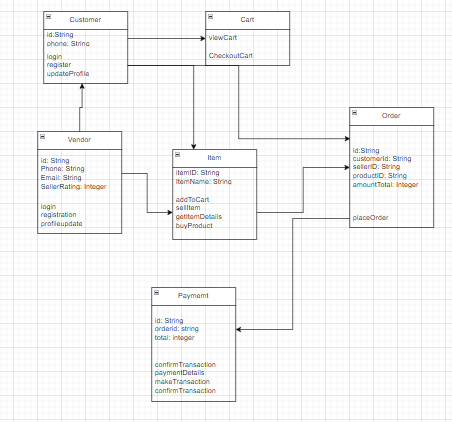 Customer
id:String
phone: String
login
register
updateProfile
Cart
viewCart
CheckoutCart
Order
id:String
customerId: String
sellerID: String
productID: String
amountTotal: Integer
placeOrder
Vendor
id: String
Phone: String
Email: String
SellerRating: Integer
login
registration
profileupdate
Item
itemID: String
ItemName: String
addToCart
sellItem
getItemDetails
buyProduct
Paymemt
id: String
orderid: string
total: integer
confirmTransaction
paymentDetails
makeTransaction
confirmTransaction